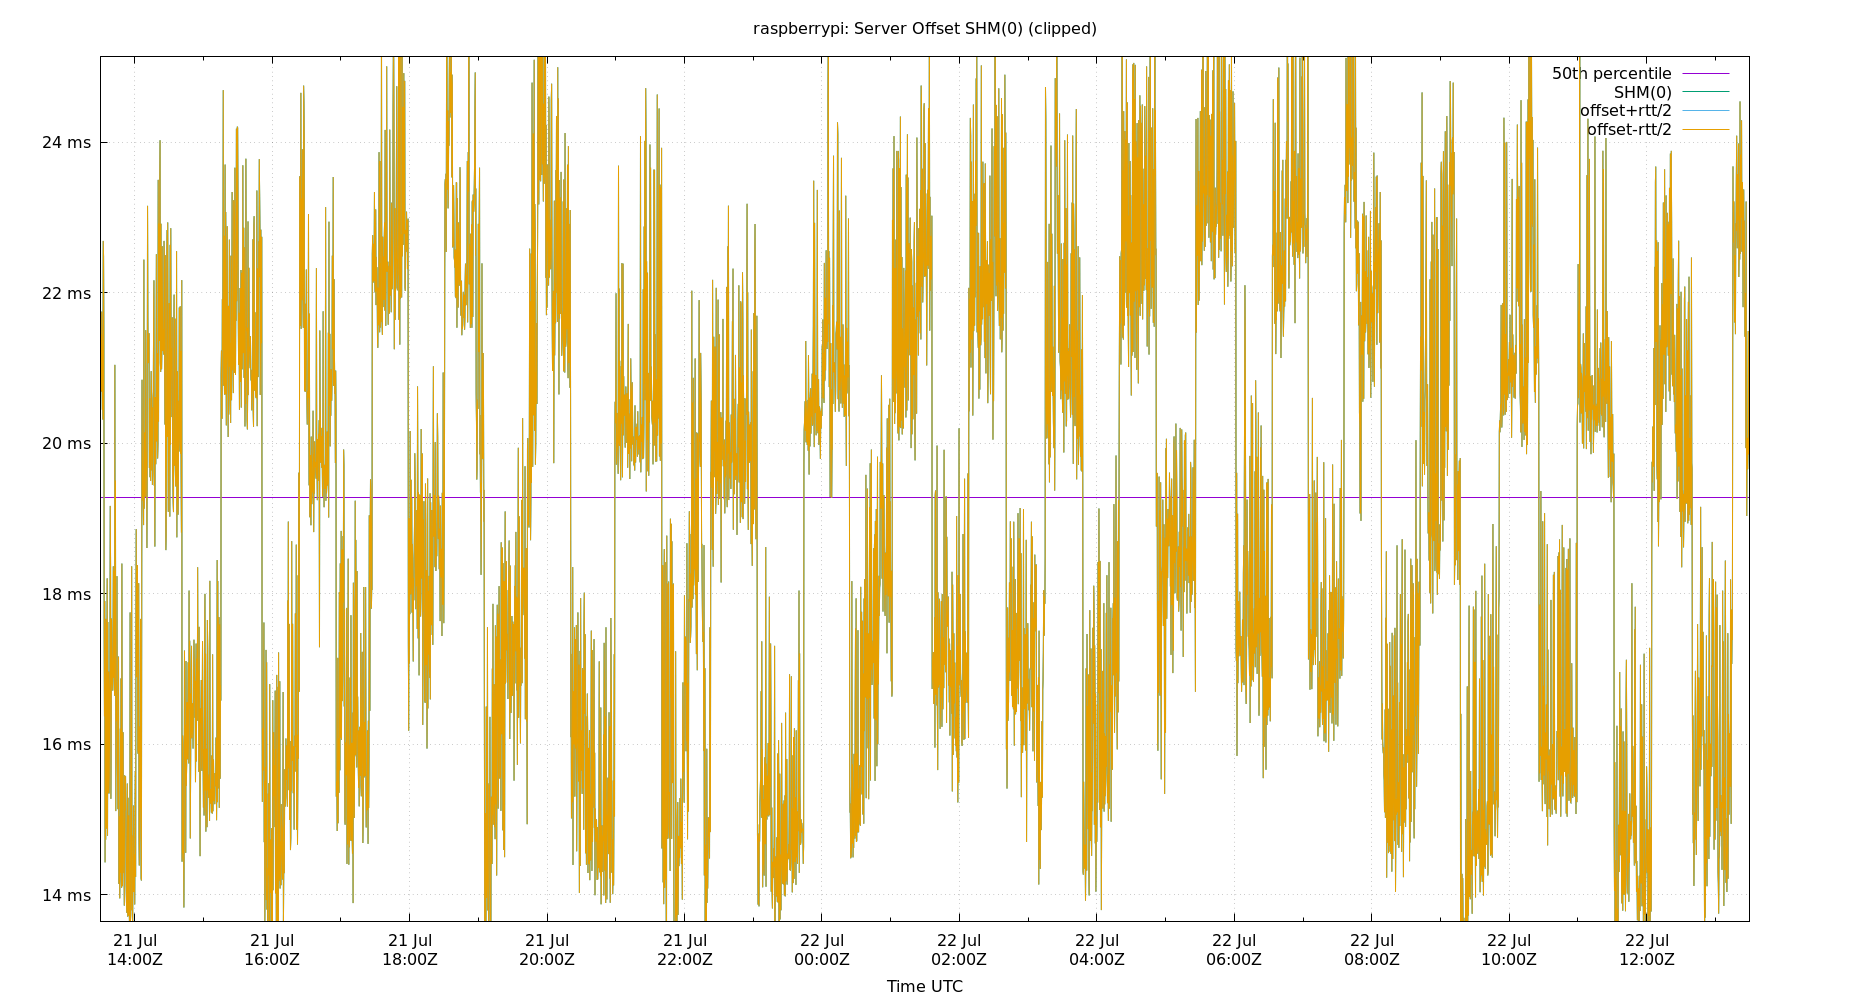 raspberrypi: Server Offset SHM(0) (clipped)
50th percentile
SHM(0)
offset+rtt/2
offset-rtt/2
24 ms
22 ms
20 ms
18 ms
16 ms
14 ms
21 Jul 21 Jul 21 Jul 21 Jul 21 Jul 22 Jul 22 Jul 22 Jul 22 Jul 22 Jul 22 Jul 22 Jul
14:00Z 16:00Z 18:00Z 20:00Z 22:00Z 00:00Z 02:00Z 04:00Z 06:00Z 08:00Z 10:00Z 12:00Z
Time UTC